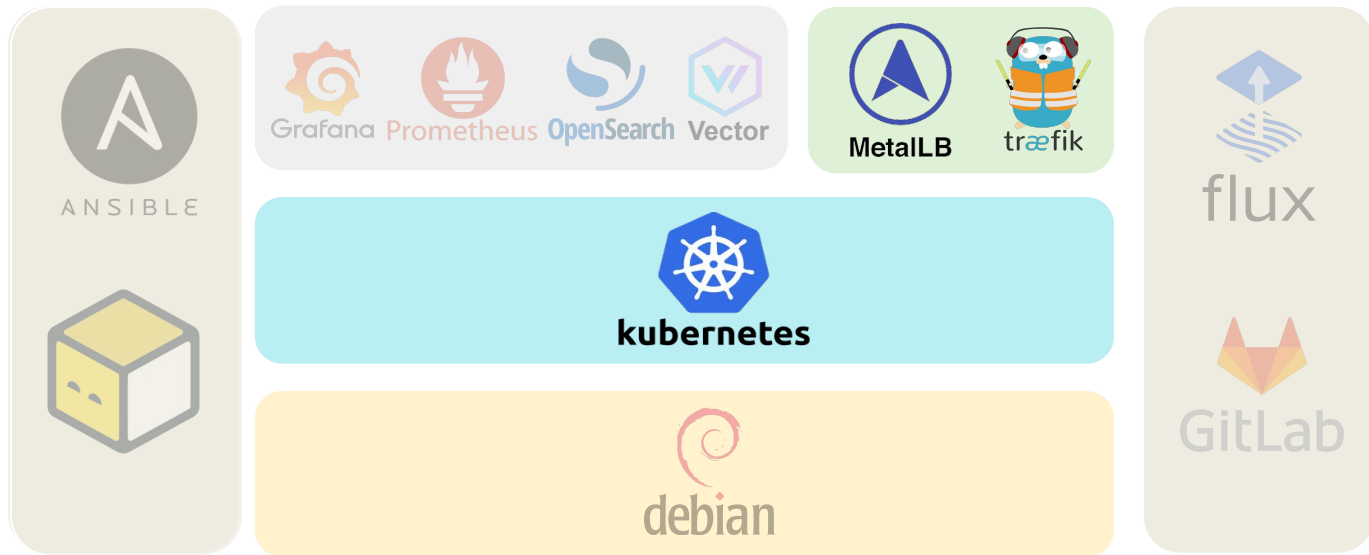 ANSIBLE
Grafana
Prometheus
OpenSearch
Vector
MetalLB
træfik
kubernetes
debian
flux
GitLab